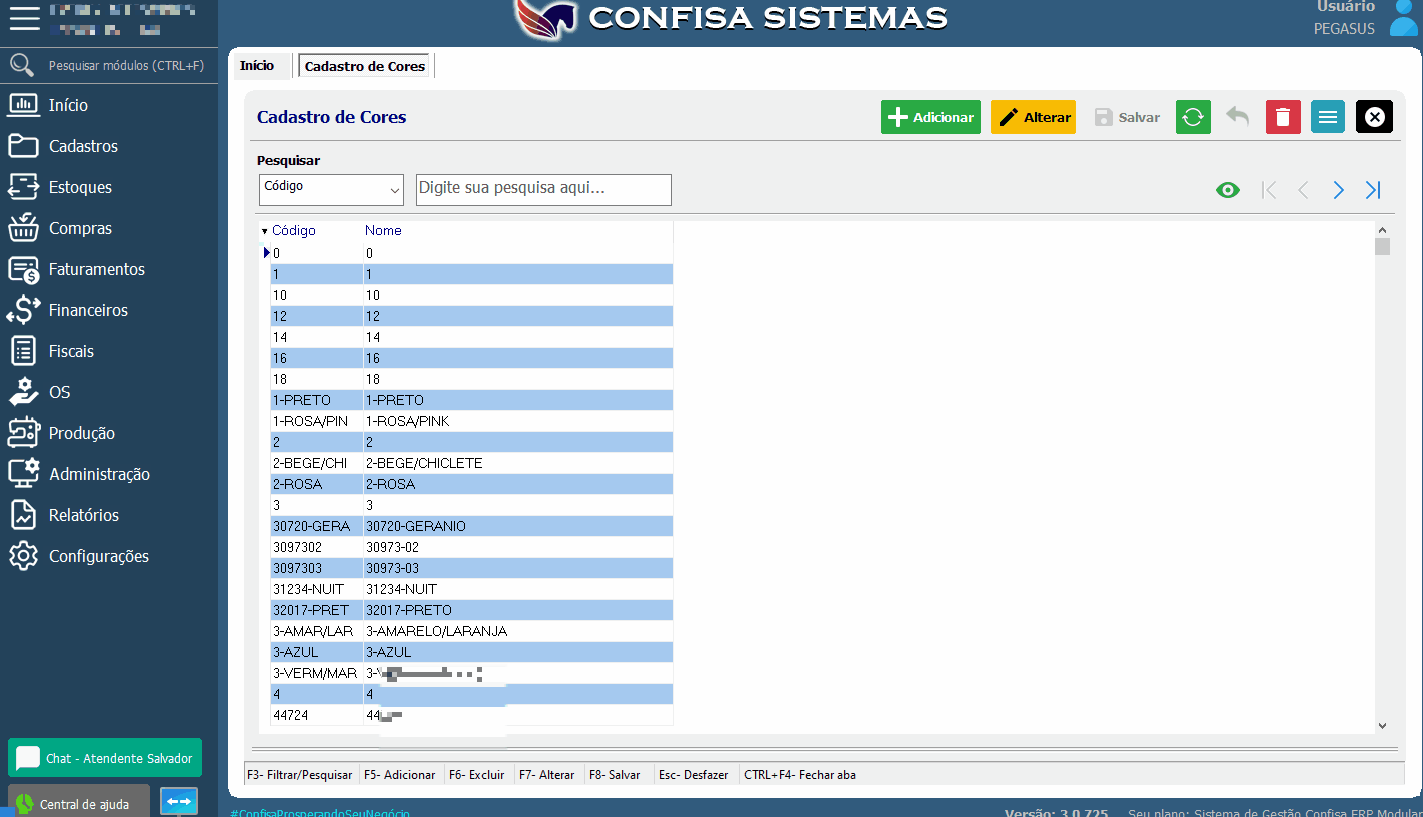 CONFISA SISTEMAS
Usuário
PEGASUS
Pesquisar módulos (CTRL+F)
Início
Cadastros
Estoques
Compras
Faturamentos
Financeiros
Fiscais
OS
Produção
Administração
Relatórios
Configurações
Chat - Atendente Salvador
Central de ajuda
Início Cadastro de Cores
Cadastro de Cores
Adicionar Alterar Salvar
Pesquisar
Código Digite sua pesquisa aqui...
Código Nome
0 0
1 1
10 10
12 12
14 14
16 16
18 18
1-PRETO 1-PRETO
1-ROSA/PIN 1-ROSA/PINK
2 2
2-BEGE/CHI 2-BEGE/CHICLETE
2-ROSA 2-ROSA
3 3
30720-GERA 30720-GERANIO
3097302 30973-02
3097303 30973-03
31234-NUIT 31234-NUIT
32017-PRET 32017-PRETO
3-AMAR/LAR 3-AMARELO/LARANJA
3-AZUL 3-AZUL
3-VERM/MAR
4 4
44724
F3- Filtrar/Pesquisar F5- Adicionar F6- Excluir F7- Alterar F8- Salvar Esc- Desfazer CTRL+F4- Fechar aba
#ConfisaProsperandoSeuNegócio
Versão: 3.0.725 Seu plano: Sistema de Gestão Confisa ERP Modular